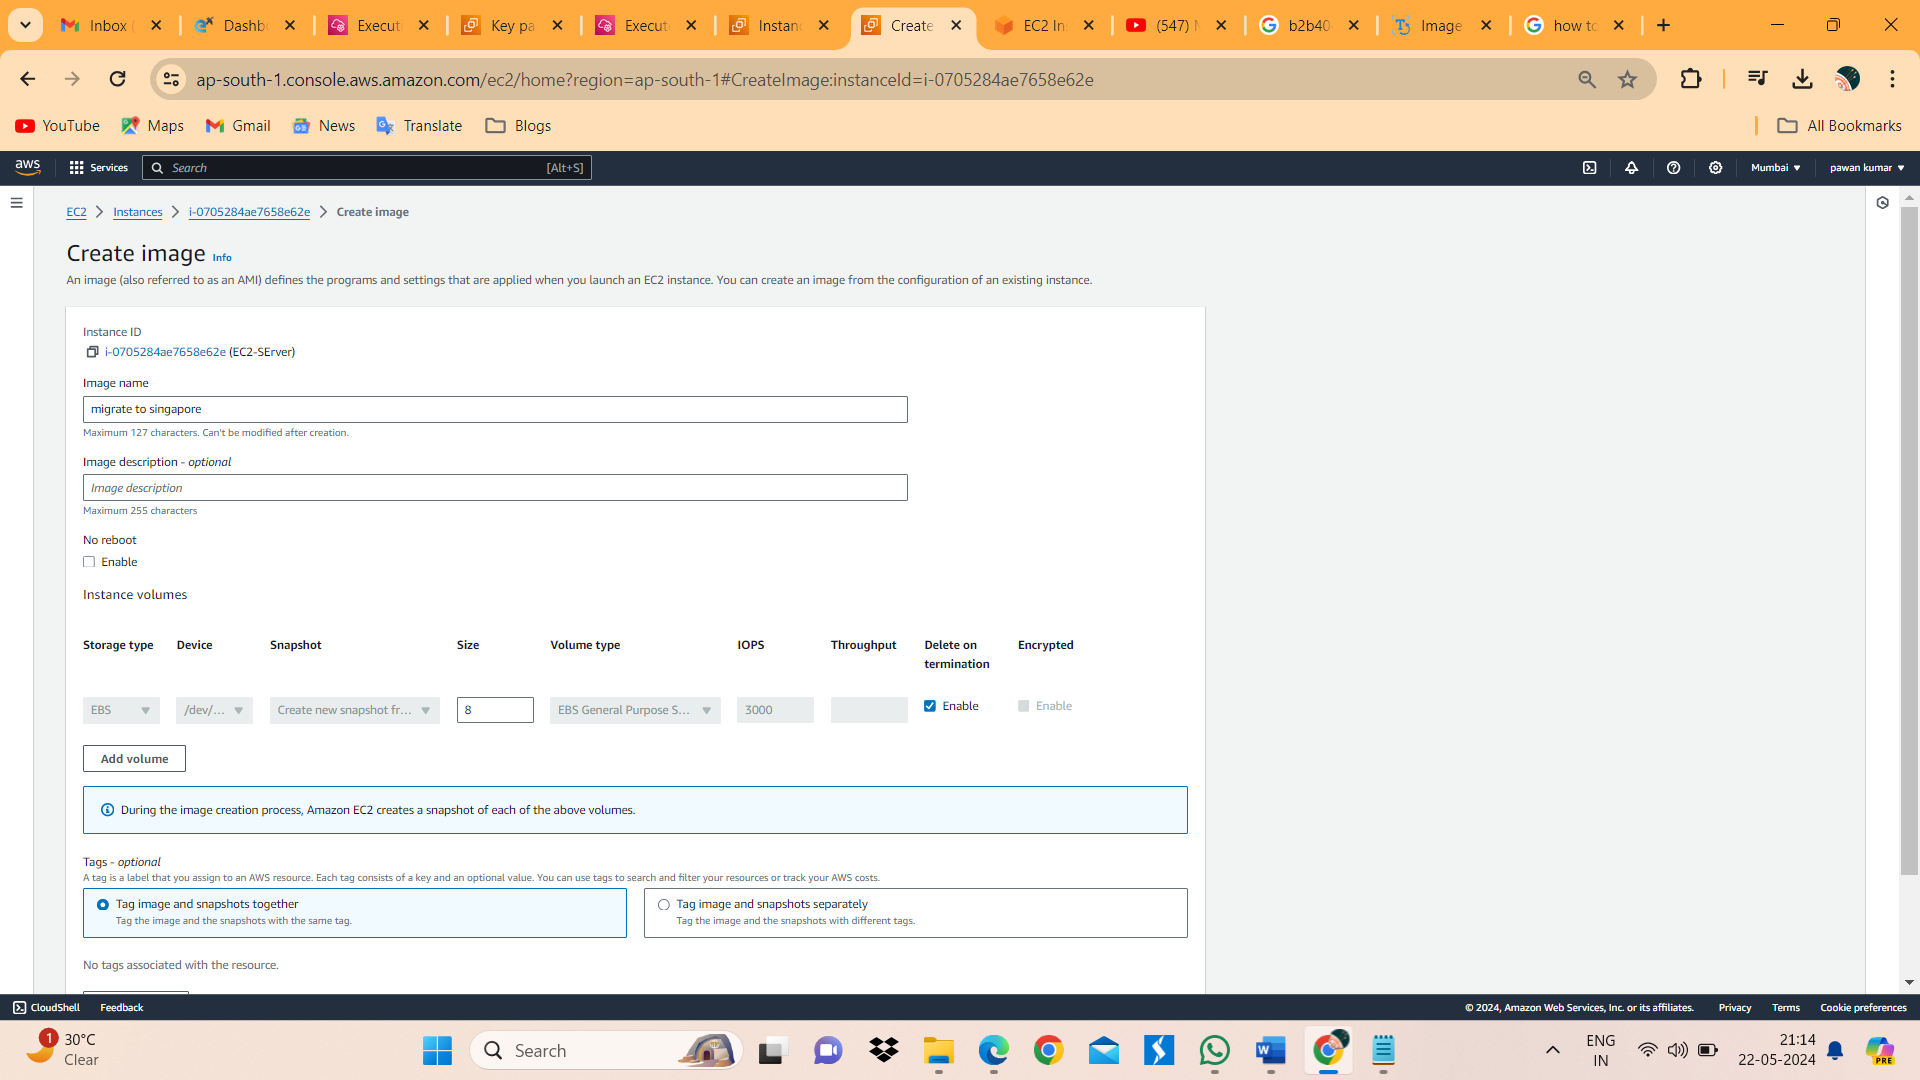 Inbox
Dashb
Execut
Key pa
Execut
Instan
Create
EC2 In
(547)
b2b40
Image
how to
ap-south-1.console.aws.amazon.com/ec2/home?region=ap-south-1#CreateImage:instanceId=i-0705284ae7658e62e
YouTube
Maps
Gmail
News
Translate
Blogs
All Bookmarks
aws
Services
Search
[Alt+S]
Mumbai
pawan kumar
EC2
Instances
i-0705284ae7658e62e
Create image
Create image Info
An image (also referred to as an AMI) defines the programs and settings that are applied when you launch an EC2 instance. You can create an image from the configuration of an existing instance.
Instance ID
i-0705284ae7658e62e (EC2-SErver)
Image name
migrate to singapore
Maximum 127 characters. Can't be modified after creation.
Image description - optional
Image description
Maximum 255 characters
No reboot
Enable
Instance volumes
Storage type
Device
Snapshot
Size
Volume type
IOPS
Throughput
Delete on termination
Encrypted
EBS
/dev/...
Create new snapshot fr...
8
EBS General Purpose S...
3000
Enable
Enable
Add volume
During the image creation process, Amazon EC2 creates a snapshot of each of the above volumes.
Tags - optional
A tag is a label that you assign to an AWS resource. Each tag consists of a key and an optional value. You can use tags to search and filter your resources or track your AWS costs.
Tag image and snapshots together
Tag the image and the snapshots with the same tag.
Tag image and snapshots separately
Tag the image and the snapshots with different tags.
No tags associated with the resource.
CloudShell
Feedback
© 2024, Amazon Web Services, Inc. or its affiliates.
Privacy
Terms
Cookie preferences
1
30°C
Clear
Search
ENG
IN
21:14
22-05-2024
PRE